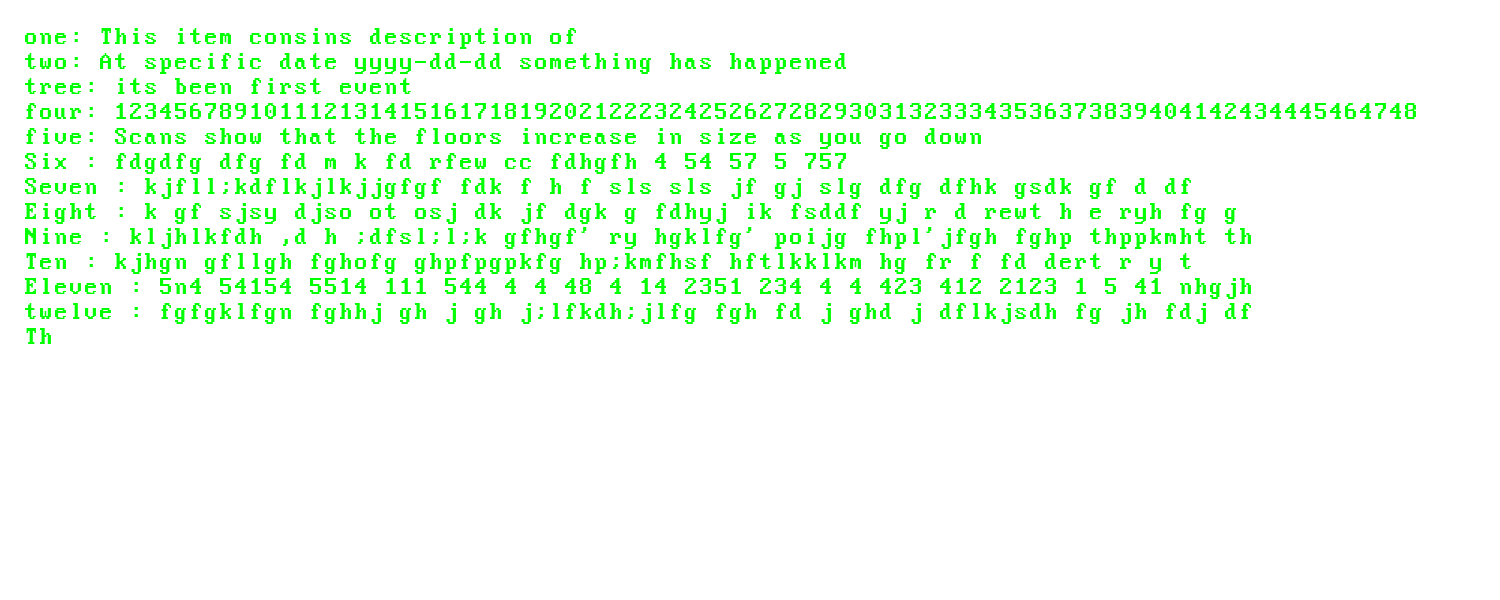 one: This item consins description of
two: At specific date yyyy-dd-dd something has happened
tree: its been first event
four: 123456789101112131415161718192021222324252627282930313233343536373839404142434445464748
five: Scans show that the floors increase in size as you go down
Six : fdgdfg dfg fd m k fd rfew cc fdhgfh 4 54 57 5 757
Seven : kjfll;kdflkjlkjjgfgf fdk f h f sls sls jf gj slg dfg dfhk gsdk gf d df
Eight : k gf sjsy djso ot osj dk jf dgk g fdhyj ik fsddf yj r d rewt h e ryh fg g
Nine : kljhlkfdh ,d h ;dfsl;l;k gfhgf' ry hgklfg' poijg fhpl'jfgh fghp thppkmht th
Ten : kjhgn gfllgh fghofg ghpfpgpkfg hp;kmfhsf hftlkklkm hg fr f fd dert r y t
Eleven : 5n4 54154 5514 111 544 4 4 48 4 14 2351 234 4 4 423 412 2123 1 5 41 nhgjh
twelve : fgfgklfgn fghhj gh j gh j;lfkdh;jlfg fgh fd j ghd j dflkjsdh fg jh fdj df
Th